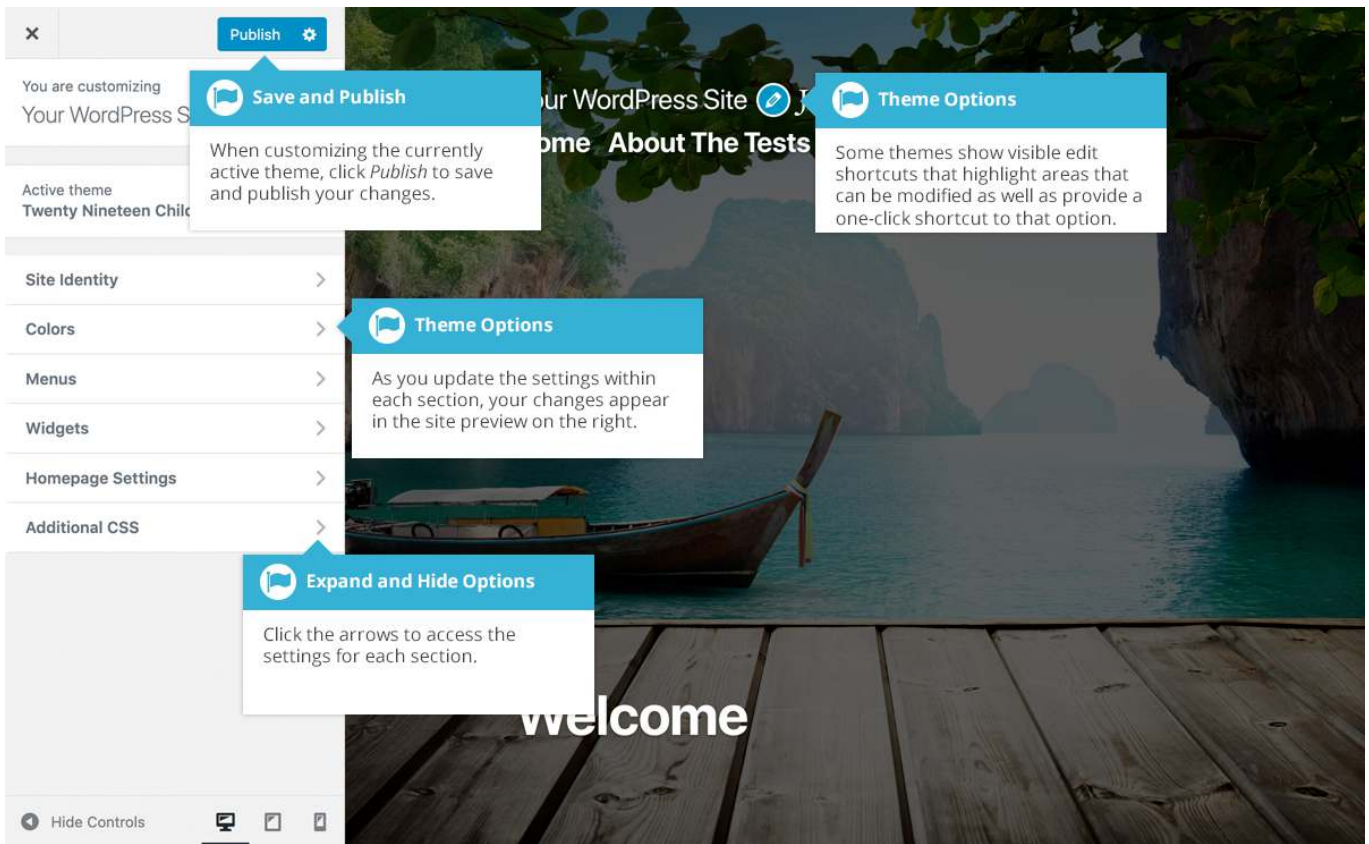 Publish
You are customizing
Your WordPress S
Save and Publish
When customizing the currently
active theme, click Publish to save
and publish your changes.
Active theme
Twenty Nineteen Chil
our WordPress Site
ome About The Tests
Theme Options
Some themes show visible edit
shortcuts that highlight areas that
can be modified as well as provide a
one-click shortcut to that option.
Site Identity
Colors
Menus
Widgets
Homepage Settings
Additional CSS
Theme Options
As you update the settings within
each section, your changes appear
in the site preview on the right.
Expand and Hide Options
Click the arrows to access the
settings for each section.
Welcome
Hide Controls